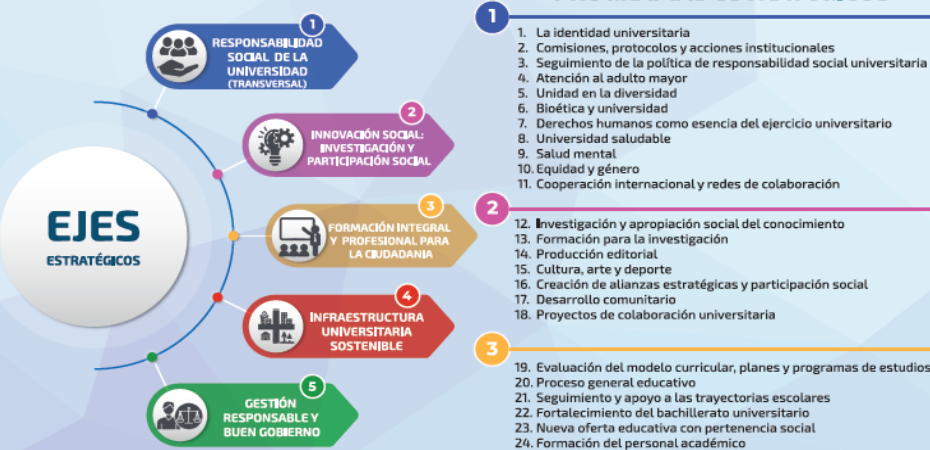 EJES
ESTRATÉGICOS
1
RESPONSABILIDAD
SOCIAL DE LA
UNIVERSIDAD
(TRANSVERSAL)
2
INNOVACIÓN SOCIAL:
INVESTIGACIÓN Y
PARTICIPACIÓN SOCIAL
3
FORMACIÓN INTEGRAL
Y PROFESIONAL PARA
LA CIUDADANIA
4
INFRAESTRUCTURA
UNIVERSITARIA
SOSTENIBLE
5
GESTIÓN
RESPONSABLE Y
BUEN GOBIERNO
1
1. La identidad universitaria
2. Comisiones, protocolos y acciones institucionales
3. Seguimiento de la política de responsabilidad social universitaria
4. Atención al adulto mayor
5. Unidad en la diversidad
6. Bioética y universidad
7. Derechos humanos como esencia del ejercicio universitario
8. Universidad saludable
9. Salud mental
10. Equidad y género
11. Cooperación internacional y redes de colaboración
2
12. Investigación y apropiación social del conocimiento
13. Formación para la investigación
14. Producción editorial
15. Cultura, arte y deporte
16. Creación de alianzas estratégicas y participación social
17. Desarrollo comunitario
18. Proyectos de colaboración universitaria
3
19. Evaluación del modelo curricular, planes y programas de estudios
20. Proceso general educativo
21. Seguimiento y apoyo a las trayectorias escolares
22. Fortalecimiento del bachillerato universitario
23. Nueva oferta educativa con pertenencia social
24. Formación del personal académico